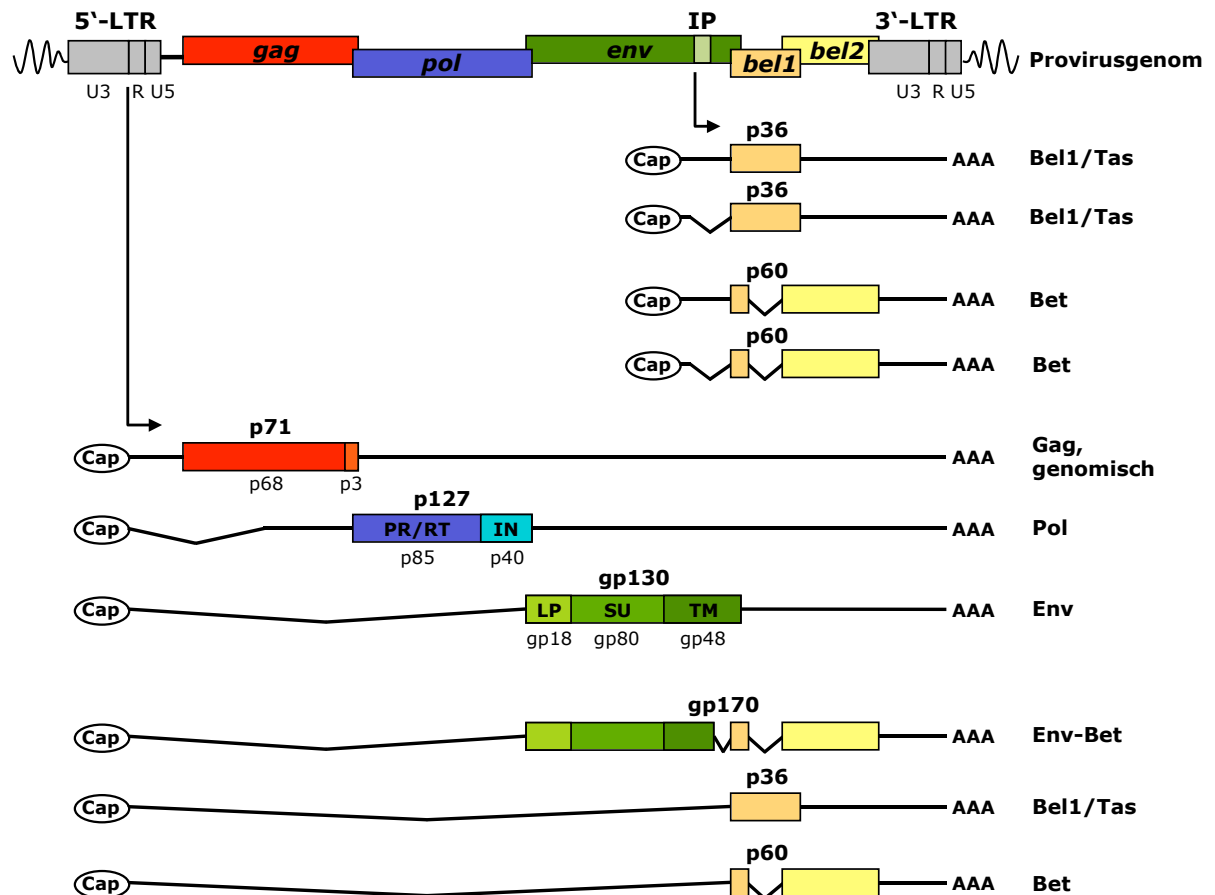 5‘-LTR IP 3‘-LTR
gag pol env bel1 bel2 Provirusgenom
U3 R U5 U3 R U5
p36
Cap AAA Bel1/Tas
p36
Cap AAA Bel1/Tas
p60
Cap AAA Bet
p60
Cap AAA Bet
p71
Cap AAA Gag,
genomisch
p68 p3
p127
Cap PR/RT IN AAA Pol
p85 p40
gp130
Cap LP SU TM AAA Env
gp18 gp80 gp48
gp170
Cap AAA Env-Bet
p36
Cap AAA Bel1/Tas
p60
Cap AAA Bet